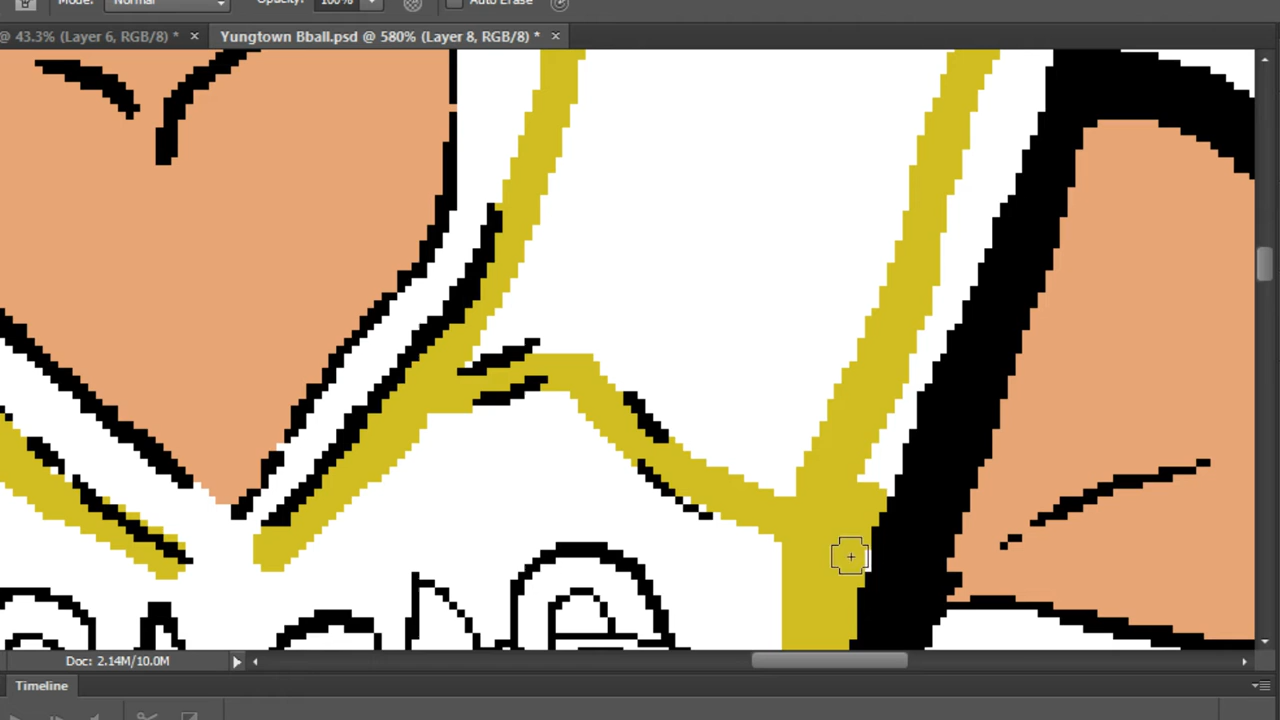 Mode: Normal Opacity: 100% Auto Erase
@ 43.3% (Layer 6, RGB/8) * × Yungtown Bball.psd @ 580% (Layer 8, RGB/8) * ×
Doc: 2.14M/10.0M
Timeline